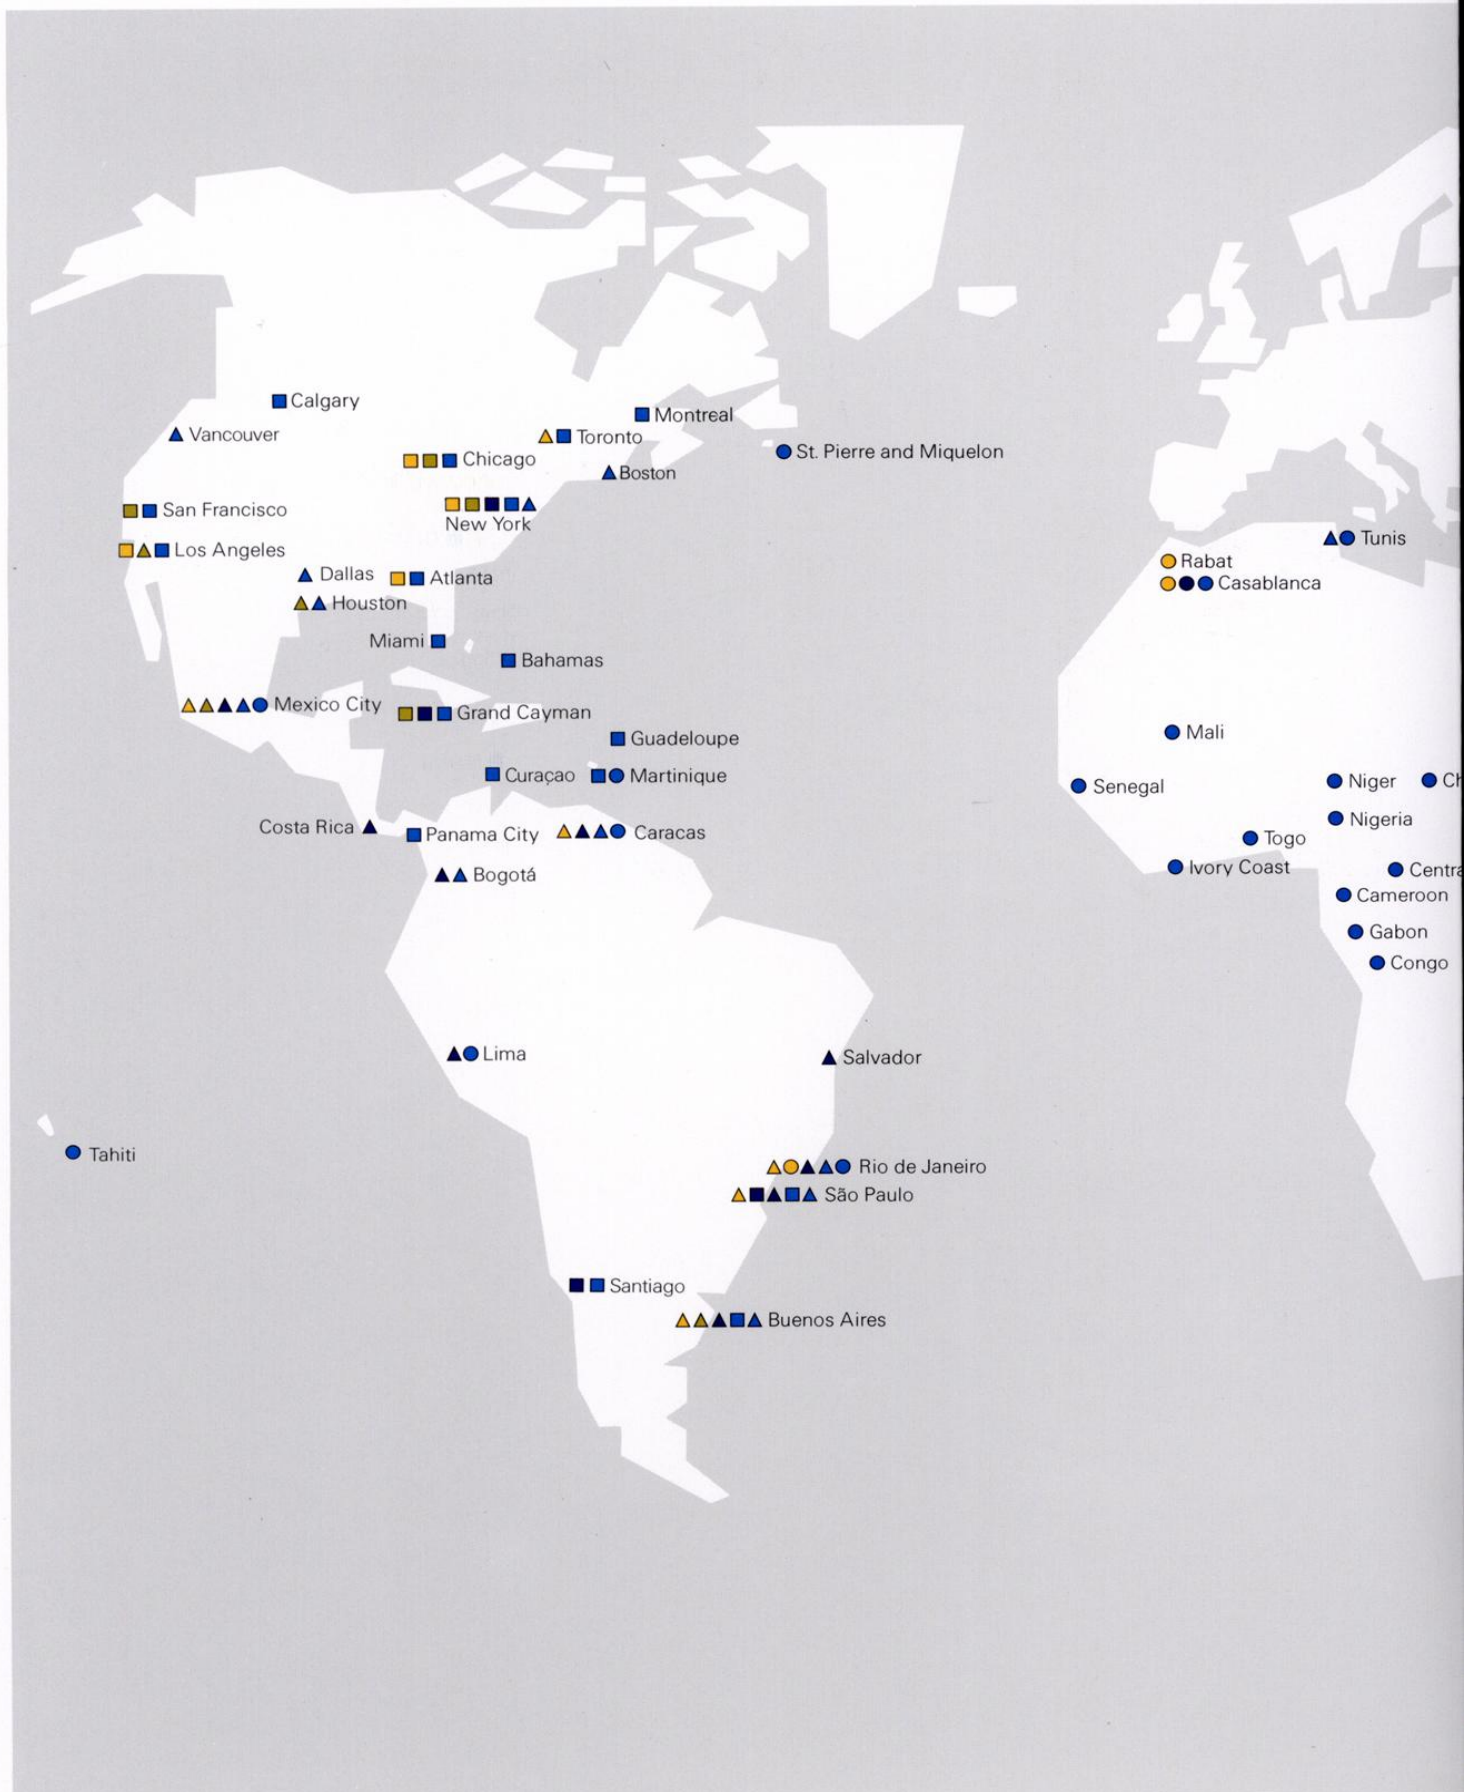 Calgary
Montreal
Vancouver
Toronto
St. Pierre and Miquelon
Chicago
Boston
San Francisco
New York
Tunis
Los Angeles
Rabat
Dallas
Atlanta
Casablanca
Houston
Miami
Bahamas
Mexico City
Grand Cayman
Mali
Guadeloupe
Curaçao
Martinique
Niger
Ch
Senegal
Nigeria
Costa Rica
Panama City
Caracas
Togo
Ivory Coast
Centra
Bogotá
Cameroon
Gabon
Congo
Lima
Salvador
Tahiti
Rio de Janeiro
São Paulo
Santiago
Buenos Aires